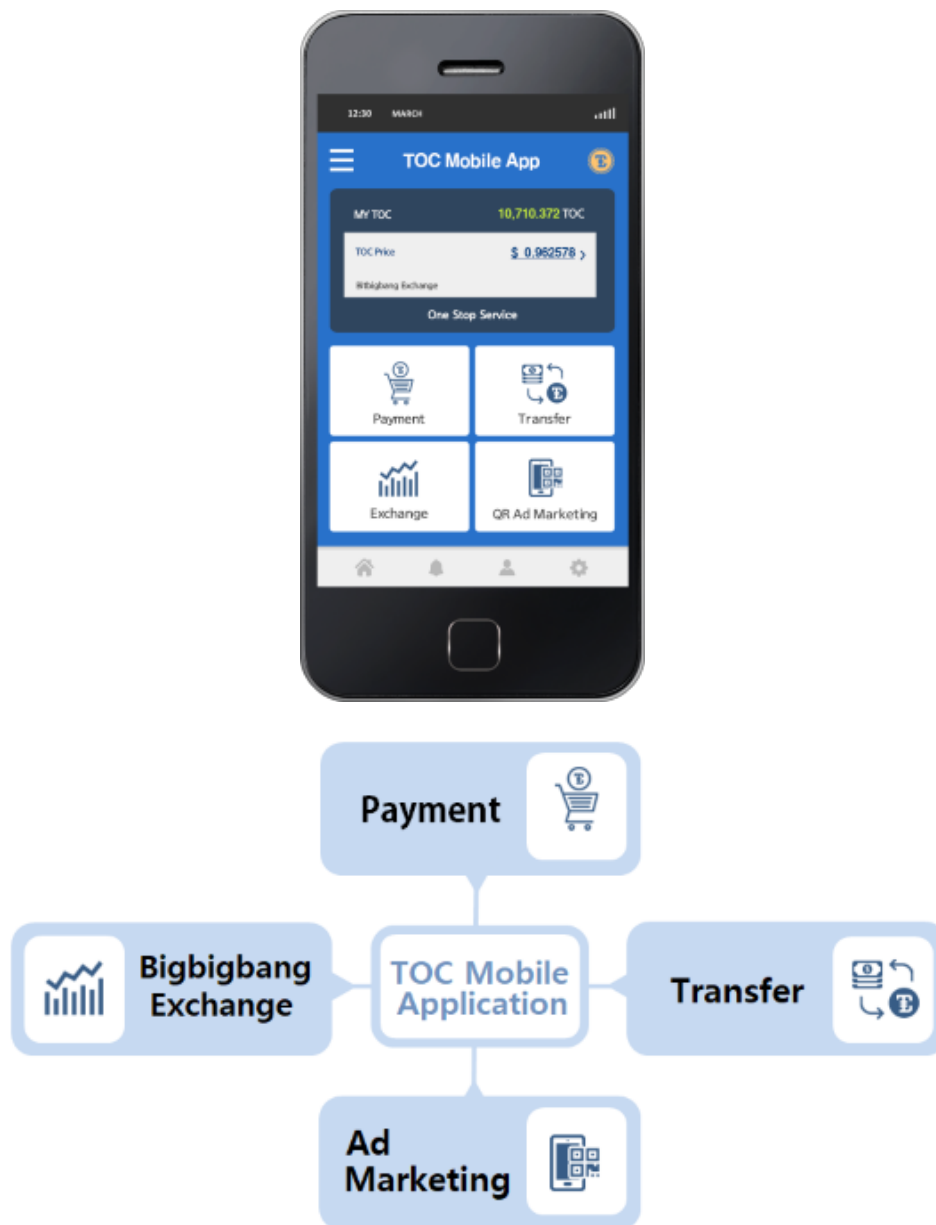 12:30 MARCH
TOC Mobile App
MY TOC 10,710.372 TOC
TOC Price $ 0.962578 >
Bitbigbang Exchange
One Stop Service
Payment Transfer
Exchange QR Ad Marketing
Payment
Bigbigbang
Exchange
TOC Mobile
Application
Transfer
Ad
Marketing